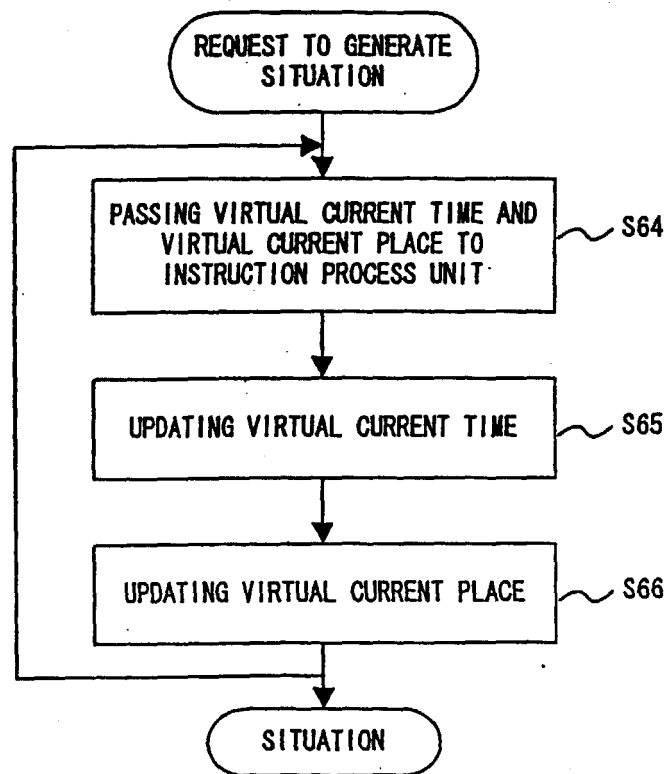 REQUEST TO GENERATE
SITUATION
PASSING VIRTUAL CURRENT TIME AND
VIRTUAL CURRENT PLACE TO
INSTRUCTION PROCESS UNIT
S64
UPDATING VIRTUAL CURRENT TIME
S65
UPDATING VIRTUAL CURRENT PLACE
S66
SITUATION